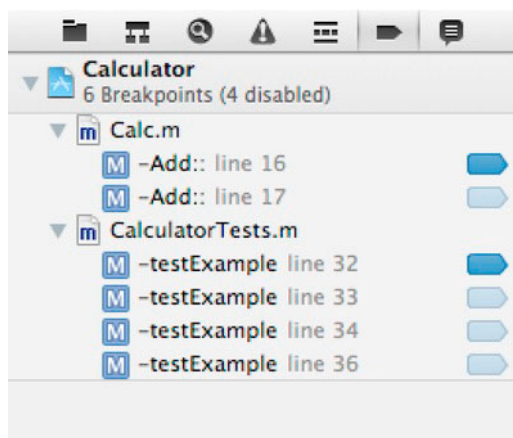 Calculator
6 Breakpoints (4 disabled)
m Calc.m
M -Add:: line 16
M -Add:: line 17
m CalculatorTests.m
M -testExample line 32
M -testExample line 33
M -testExample line 34
M -testExample line 36